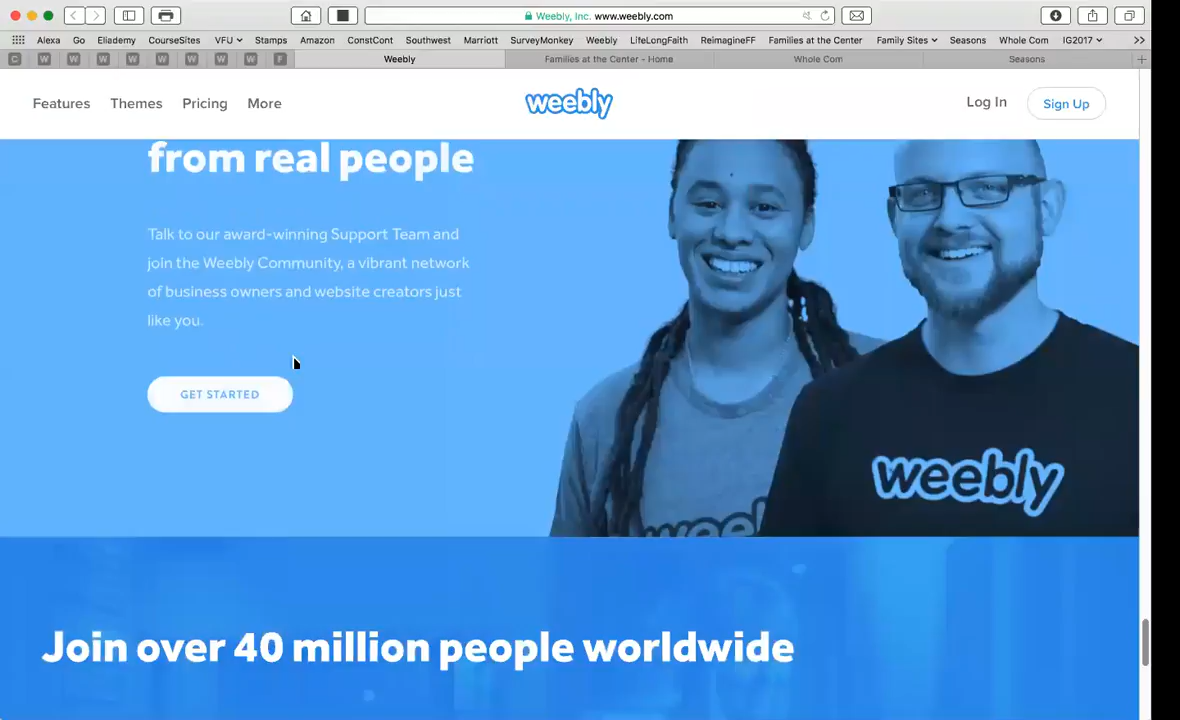 Weebly, Inc. www.weebly.com
Alexa Go Eliademy CourseSites VFU Stamps Amazon ConstCont Southwest Marriott SurveyMonkey Weebly LifeLongFaith ReimagineFF Families at the Center Family Sites Seasons Whole Com IG2017 >>
C W W W W W W W W F Weebly Families at the Center - Home Whole Com Seasons
Features Themes Pricing More weebly Log In Sign Up
from real people
Talk to our award-winning Support Team and
join the Weebly Community, a vibrant network
of business owners and website creators just
like you.
GET STARTED
weebly
weebl
Join over 40 million people worldwide